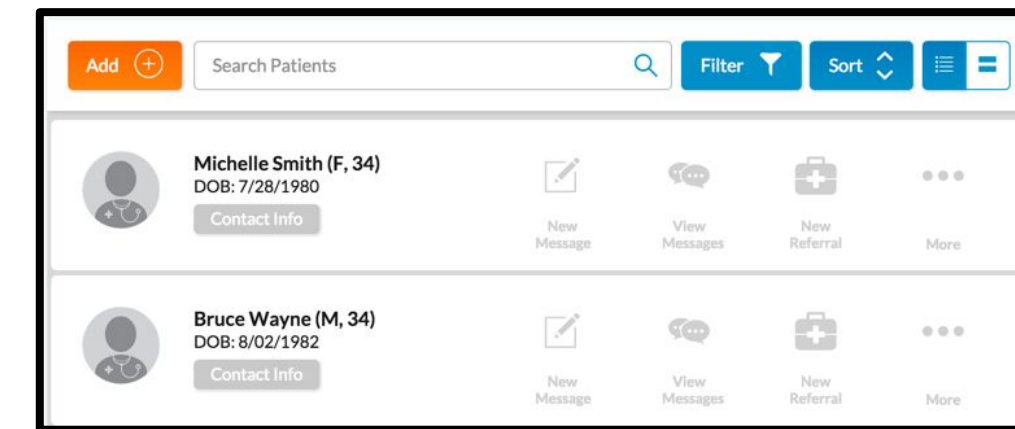 Add
Search Patients
Filter
Sort
Michelle Smith (F, 34)
DOB: 7/28/1980
Contact Info
New
Message
View
Messages
New
Referral
More
Bruce Wayne (M, 34)
DOB: 8/02/1982
Contact Info
New
Message
View
Messages
New
Referral
More